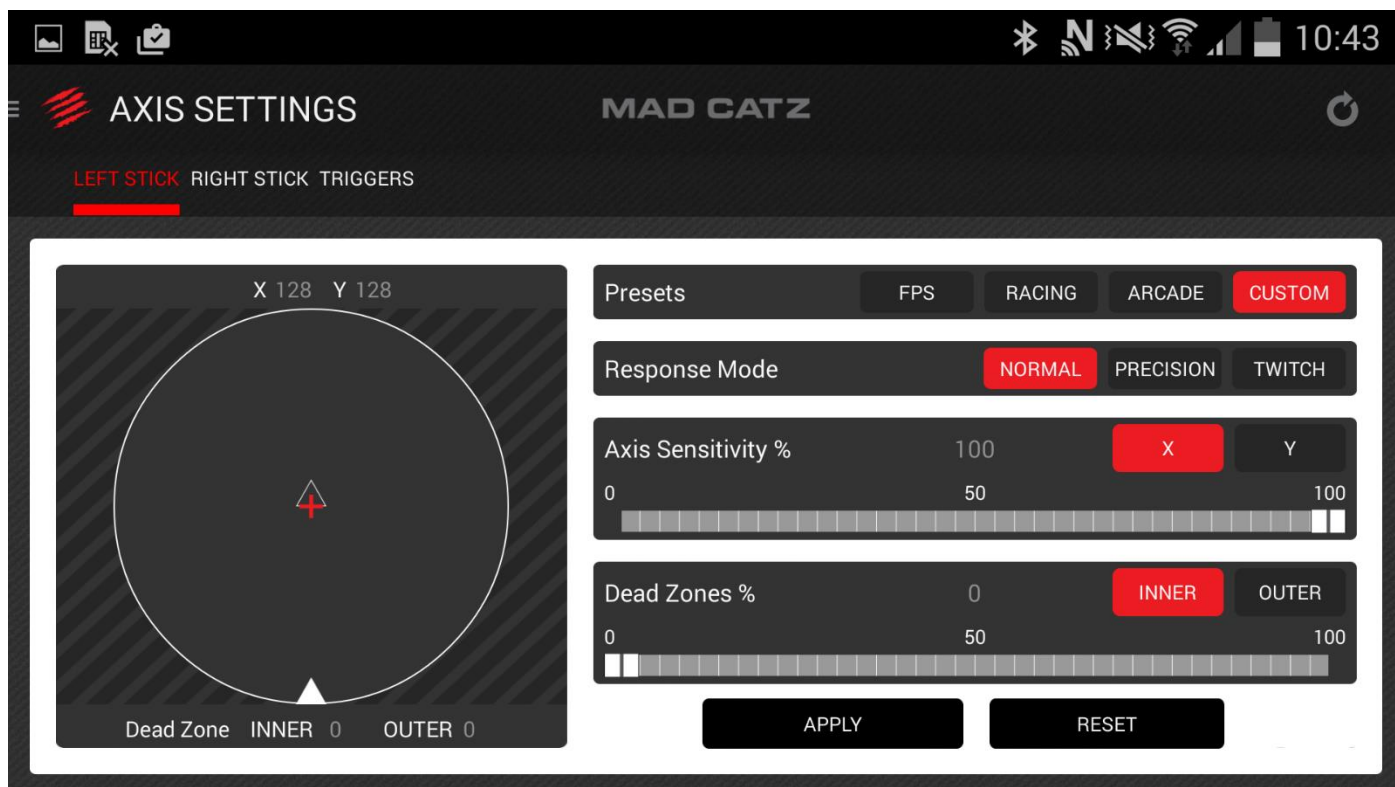 10:43
AXIS SETTINGS MAD CATZ
LEFT STICK RIGHT STICK TRIGGERS
X 128 Y 128
Dead Zone INNER 0 OUTER 0
Presets FPS RACING ARCADE CUSTOM
Response Mode NORMAL PRECISION TWITCH
Axis Sensitivity % 100 X Y
0 50 100
Dead Zones % 0 INNER OUTER
0 50 100
APPLY RESET